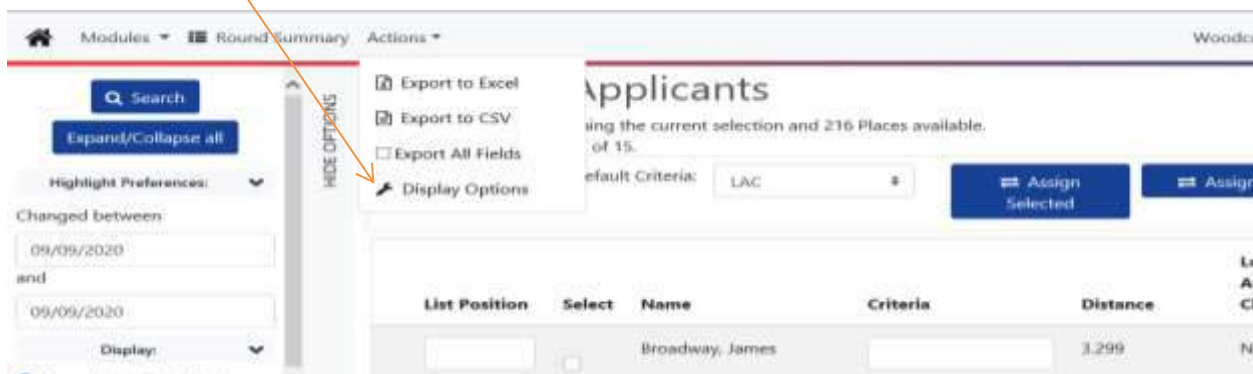 Modules Round Summary Actions
Woodc
Search
Expand/Collapse all
Highlight Preferences:
Changed between
09/09/2020
and
09/09/2020
Display:
HIDE OPTIONS
Export to Excel
Export to CSV
Export All Fields
Display Options
Applicants
ing the current selection and 216 Places available.
of 15.
efault Criteria: LAC
Assign Selected
Assign
List Position Select Name Criteria Distance
Broadway, James 3.299 N